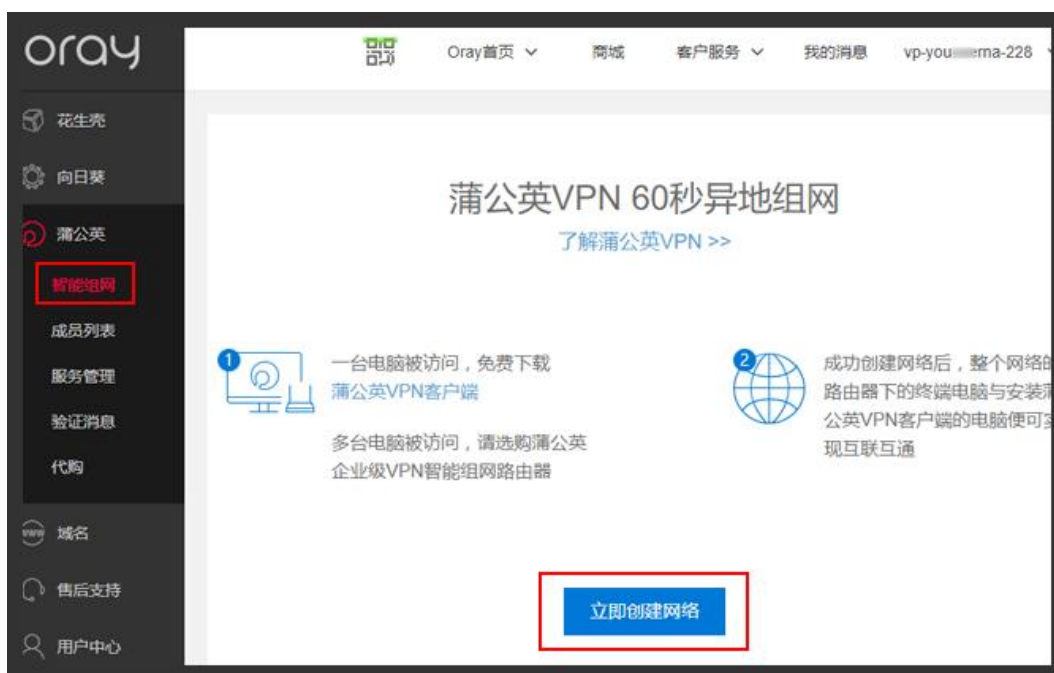 oray
Oray首页
商城
客户服务
我的消息
花生壳
向日葵
蒲公英
智能组网
成员列表
服务管理
验证消息
代购
www
域名
售后支持
用户中心
蒲公英VPN 60秒异地组网
了解蒲公英VPN >>
1
一台电脑被访问，免费下载
蒲公英VPN客户端
多台电脑被访问，请选购蒲公英
企业级VPN智能组网路由器
2
成功创建网络后，整个网络的
路由器下的终端电脑与安装蒲
公英VPN客户端的电脑便可实
现互联互通
立即创建网络